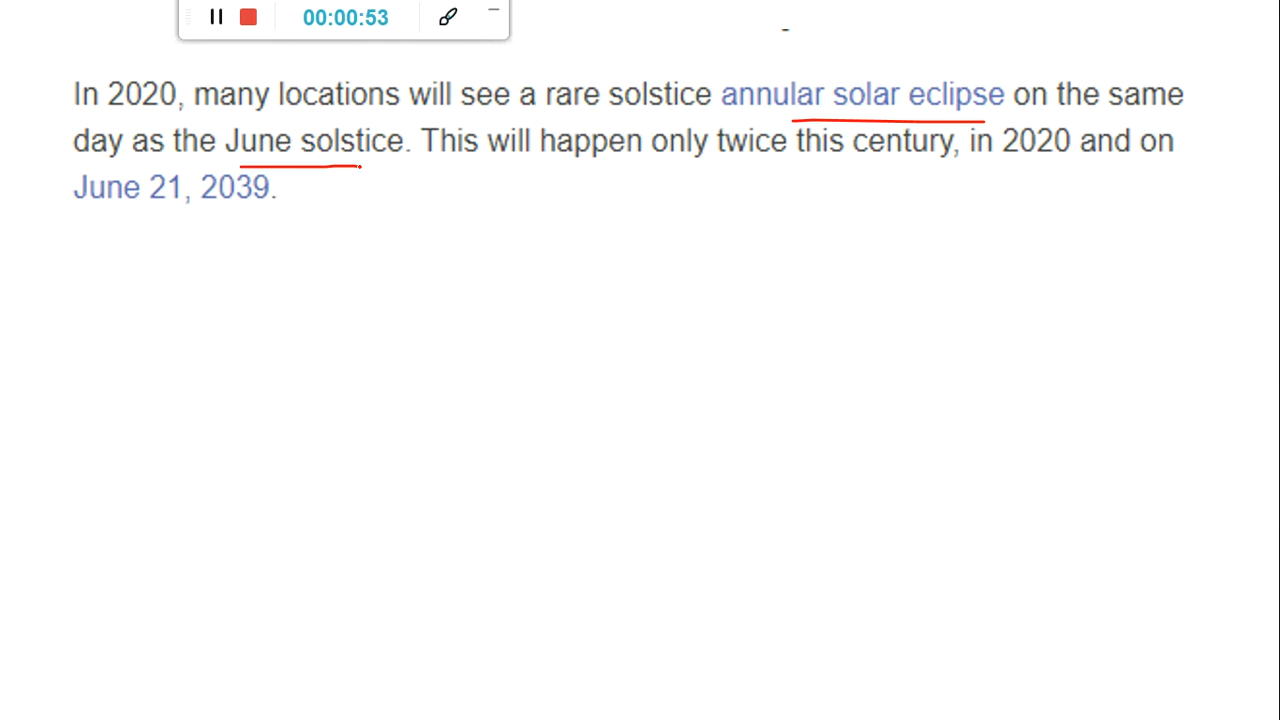 00:00:53
In 2020, many locations will see a rare solstice annular solar eclipse on the same
day as the June solstice. This will happen only twice this century, in 2020 and on
June 21, 2039.